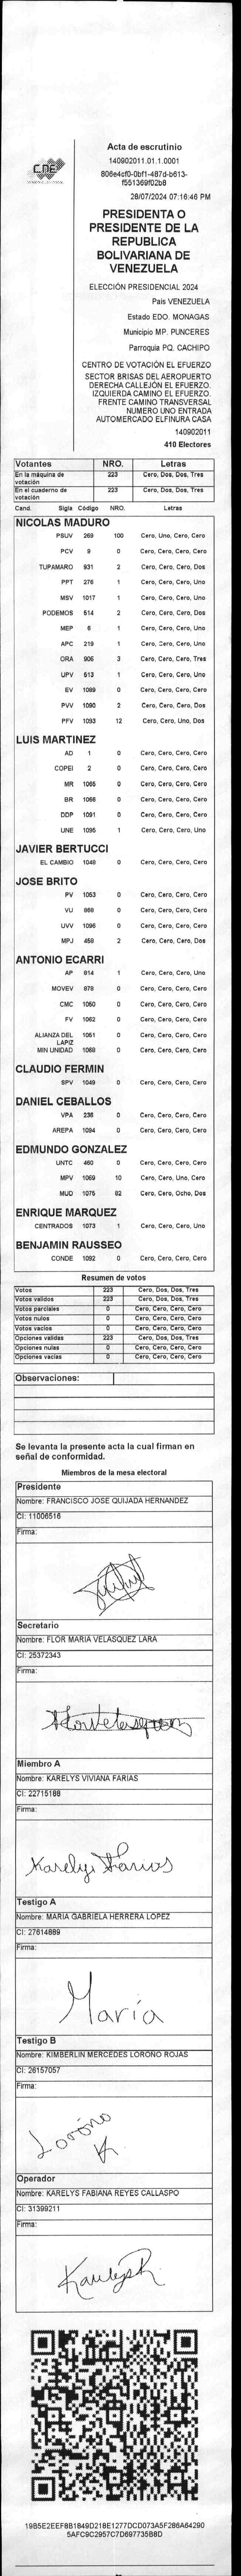 CNE
Acta de escrutinio
140902011.01.1.0001
806e4cf0-0bf1-487d-b613-
f551369f02b8
28/07/2024 07:16:46 PM
PRESIDENTA O
PRESIDENTE DE LA
REPUBLICA
BOLIVARIANA DE
VENEZUELA
ELECCIÓN PRESIDENCIAL 2024
País VENEZUELA
Estado EDO. MONAGAS
Municipio MP. PUNCERES
Parroquia PQ. CACHIPO
CENTRO DE VOTACIÓN EL EFUERZO
SECTOR BRISAS DEL AEROPUERTO
DERECHA CALLEJÓN EL EFUERZO.
IZQUIERDA CAMINO EL EFUERZO.
FRENTE CAMINO TRANSVERSAL
NUMERO UNO ENTRADA
AUTOMERCADO ELFINURA CASA
140902011
410 Electores
Votantes NRO. Letras
En la máquina de votación 223 Cero, Dos, Dos, Tres
En el cuaderno de votación 223 Cero, Dos, Dos, Tres
Cand. Sigla Código NRO. Letras
NICOLAS MADURO
PSUV 269 100 Cero, Uno, Cero, Cero
PCV 9 0 Cero, Cero, Cero, Cero
TUPAMARO 931 2 Cero, Cero, Cero, Dos
PPT 276 1 Cero, Cero, Cero, Uno
MSV 1017 1 Cero, Cero, Cero, Uno
PODEMOS 514 2 Cero, Cero, Cero, Dos
MEP 6 1 Cero, Cero, Cero, Uno
APC 219 1 Cero, Cero, Cero, Uno
ORA 906 3 Cero, Cero, Cero, Tres
UPV 513 1 Cero, Cero, Cero, Uno
EV 1089 0 Cero, Cero, Cero, Cero
PVV 1090 2 Cero, Cero, Cero, Dos
PFV 1093 12 Cero, Cero, Uno, Dos
LUIS MARTINEZ
AD 1 0 Cero, Cero, Cero, Cero
COPEI 2 0 Cero, Cero, Cero, Cero
MR 1065 0 Cero, Cero, Cero, Cero
BR 1066 0 Cero, Cero, Cero, Cero
DDP 1091 0 Cero, Cero, Cero, Cero
UNE 1095 1 Cero, Cero, Cero, Uno
JAVIER BERTUCCI
EL CAMBIO 1048 0 Cero, Cero, Cero, Cero
JOSE BRITO
PV 1053 0 Cero, Cero, Cero, Cero
VU 868 0 Cero, Cero, Cero, Cero
UVV 1096 0 Cero, Cero, Cero, Cero
MPJ 458 2 Cero, Cero, Cero, Dos
ANTONIO ECARRI
AP 814 1 Cero, Cero, Cero, Uno
MOVEV 878 0 Cero, Cero, Cero, Cero
CMC 1050 0 Cero, Cero, Cero, Cero
FV 1062 0 Cero, Cero, Cero, Cero
ALIANZA DEL LAPIZ 1051 0 Cero, Cero, Cero, Cero
MIN UNIDAD 1068 0 Cero, Cero, Cero, Cero
CLAUDIO FERMIN
SPV 1049 0 Cero, Cero, Cero, Cero
DANIEL CEBALLOS
VPA 236 0 Cero, Cero, Cero, Cero
AREPA 1094 0 Cero, Cero, Cero, Cero
EDMUNDO GONZALEZ
UNTC 460 0 Cero, Cero, Cero, Cero
MPV 1069 10 Cero, Cero, Uno, Cero
MUD 1075 82 Cero, Cero, Ocho, Dos
ENRIQUE MARQUEZ
CENTRADOS 1073 1 Cero, Cero, Cero, Uno
BENJAMIN RAUSSEO
CONDE 1092 0 Cero, Cero, Cero, Cero
Resumen de votos
Votos 223 Cero, Dos, Dos, Tres
Votos validos 223 Cero, Dos, Dos, Tres
Votos parciales 0 Cero, Cero, Cero, Cero
Votos nulos 0 Cero, Cero, Cero, Cero
Votos vacios 0 Cero, Cero, Cero, Cero
Opciones validas 223 Cero, Dos, Dos, Tres
Opciones nulas 0 Cero, Cero, Cero, Cero
Opciones vacias 0 Cero, Cero, Cero, Cero
Observaciones:
Se levanta la presente acta la cual firman en
señal de conformidad.
Miembros de la mesa electoral
Presidente
Nombre: FRANCISCO JOSE QUIJADA HERNANDEZ
CI: 11006516
Firma:
Secretario
Nombre: FLOR MARIA VELASQUEZ LARA
CI: 25372343
Firma:
Miembro A
Nombre: KARELYS VIVIANA FARIAS
CI: 22715188
Firma:
Karelys Farias
Testigo A
Nombre: MARIA GABRIELA HERRERA LOPEZ
CI: 27614889
Firma:
María
Testigo B
Nombre: KIMBERLIN MERCEDES LOROÑO ROJAS
CI: 26157057
Firma:
Loroño
K
Operador
Nombre: KARELYS FABIANA REYES CALLASPO
CI: 31399211
Firma:
KarelysR
19B5E2EEF8B1849D21BE1277DCD073A5F286A64290
5AFC9C2957C7D697735B8D